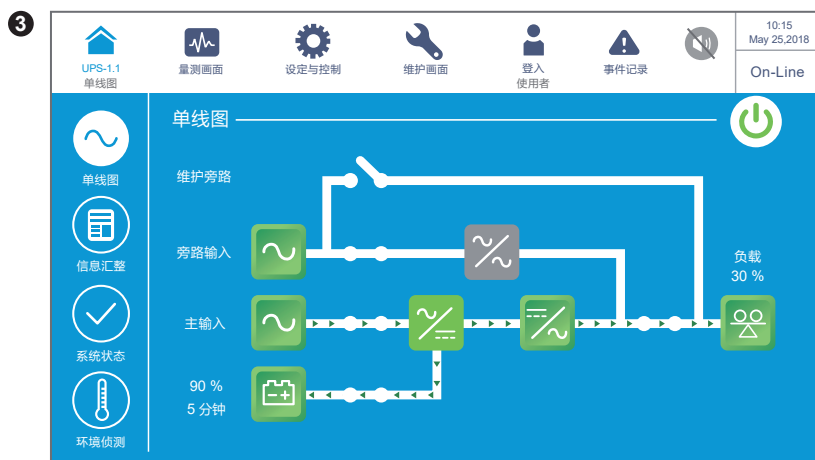 3
UPS-1.1
单线图
量测画面
设定与控制
维护画面
登入
使用者
事件记录
10:15
May 25,2018
On-Line
单线图
信息汇整
系统状态
环境侦测
单线图
维护旁路
旁路输入
主输入
90 %
5 分钟
负载
30 %